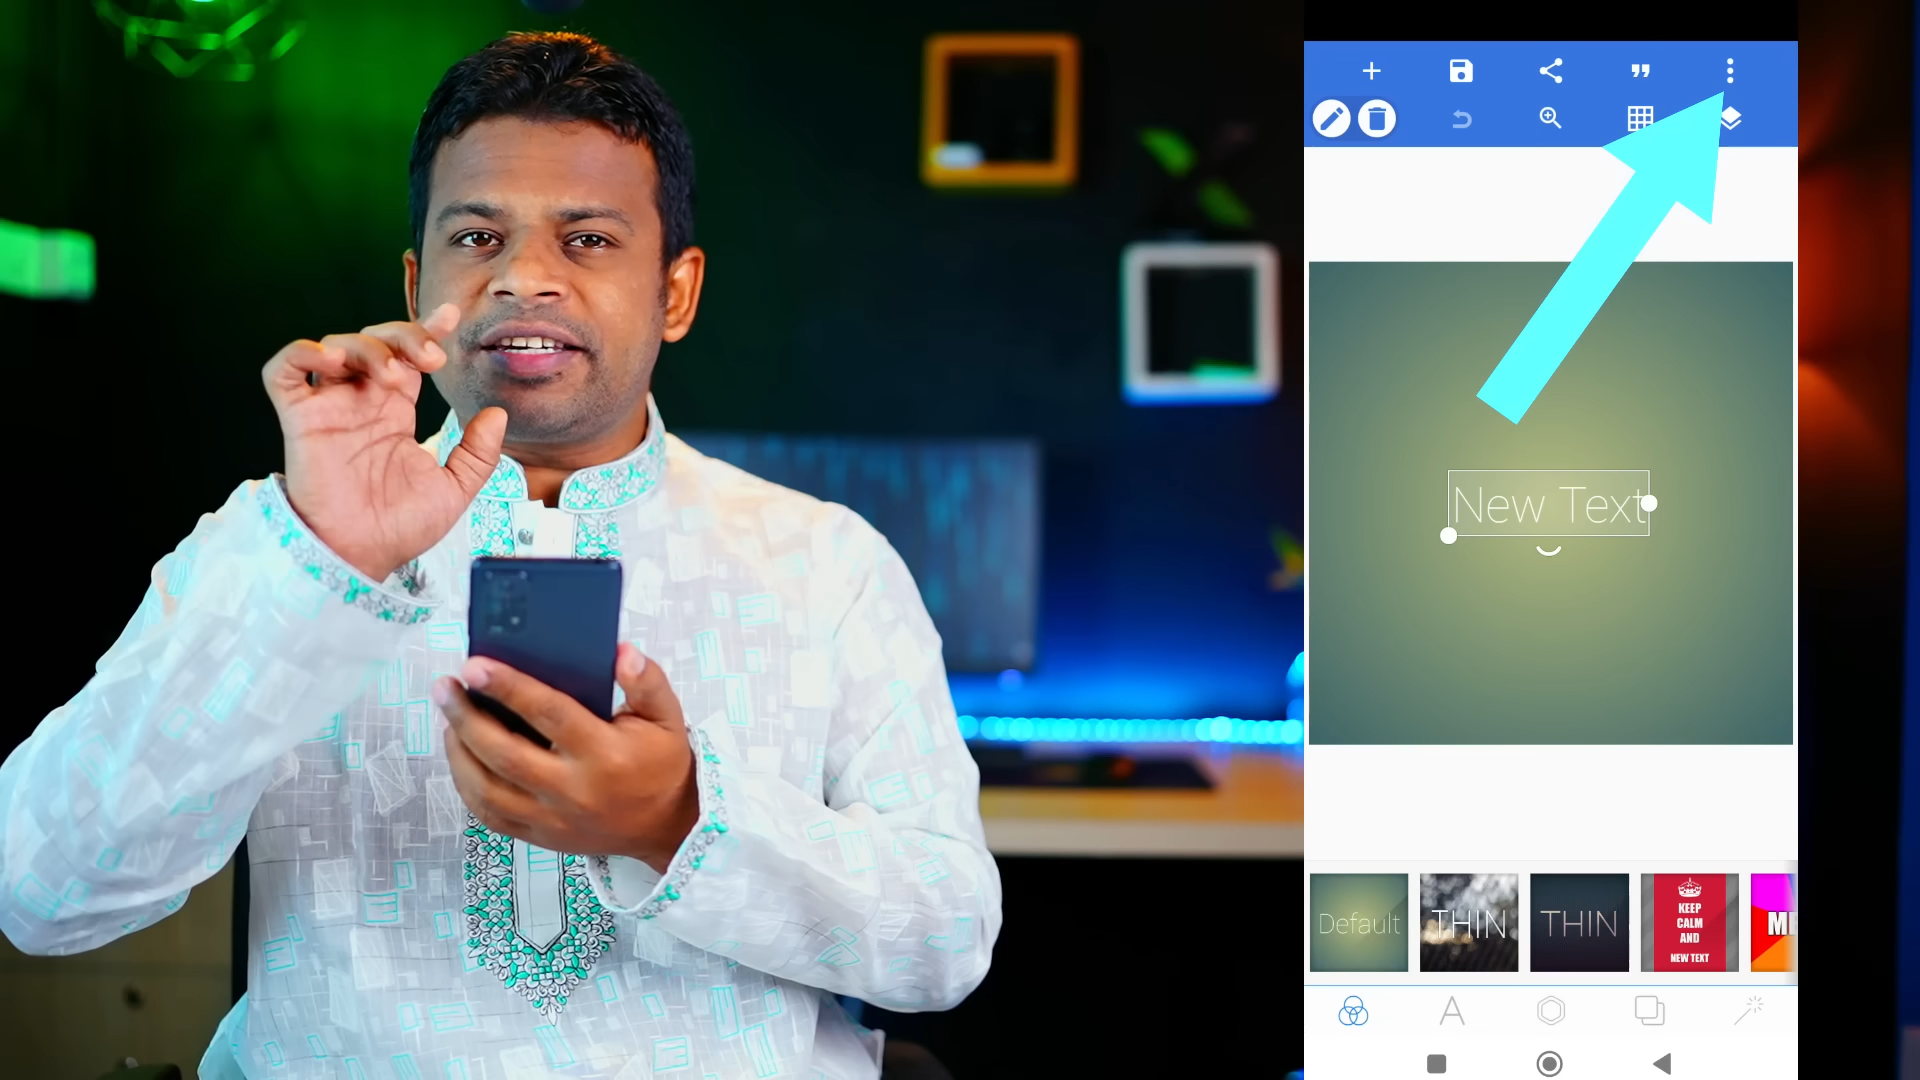 New Text
Default
THIN
THIN
KEEP
CALM
AND
NEW TEXT